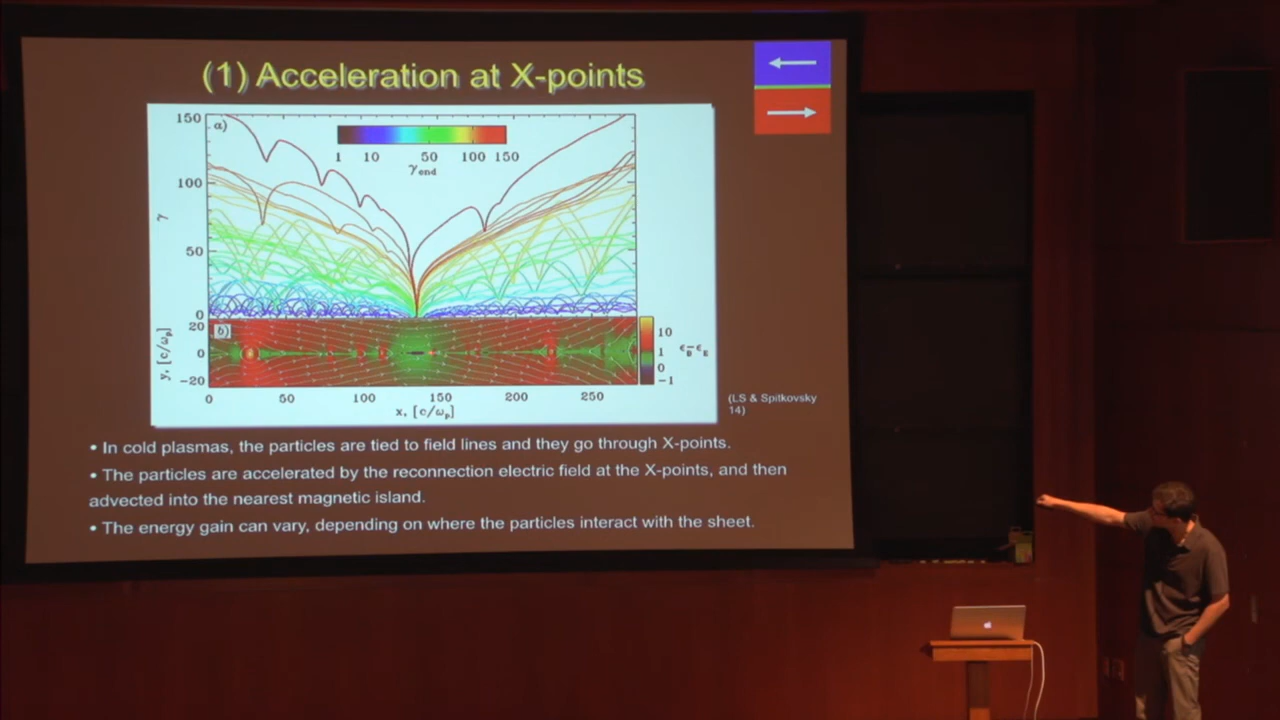 (1) Acceleration at X-points
a)
150
100
50
0
γ
1 10 50 100 150
γend
b)
20
0
−20
y, [c/ωp]
0 50 100 150 200 250
x, [c/ωp]
10
1
0
−1
(LS & Spitkovsky
14)
• In cold plasmas, the particles are tied to field lines and they go through X-points.
• The particles are accelerated by the reconnection electric field at the X-points, and then
advected into the nearest magnetic island.
• The energy gain can vary, depending on where the particles interact with the sheet.